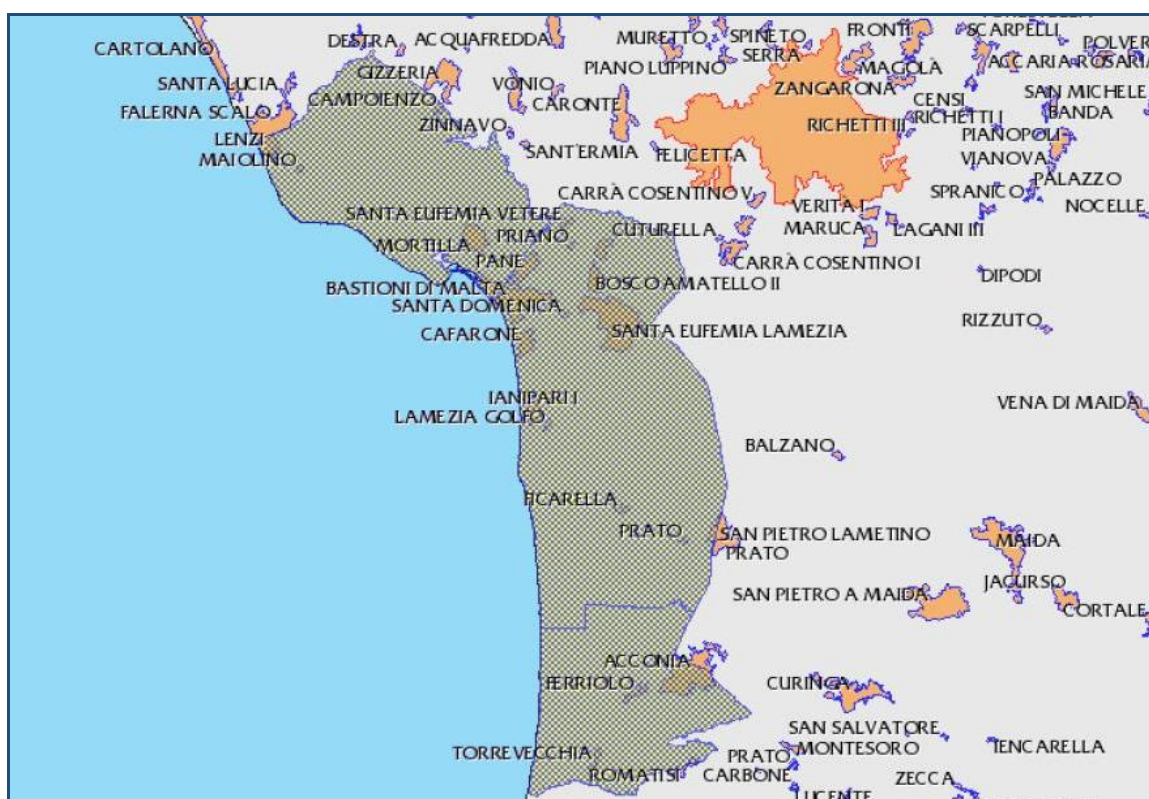 CARTOLANO
DESTRA
ACQUAFREDDA
MURETTO
SPINETO
SERRA
FRONTI
SCARPELLI
POLVER
GIZZERIA
VONIO
PIANO LUPPINO
MAGOLÀ
ACCARIA ROSARIA
SANTA LUCIA
CAMPOIENZO
CARONTE
ZANGARONA
CENSI
SAN MICHELE
FALERNA SCALO
ZINNAVO
RICHETTI III
RICHETTI I
BANDA
LENZI
PIANOPOLI
MAIOLINO
SANT'ERMIA
FELICETTA
VIANOVA
PALAZZO
CARRÀ COSENTINO V
SPRANICO
NOCELLE
SANTA EUFEMIA VETERE
VERITÀ I
PRIANO
CUTURELLA
MARUCA
LAGANI III
MORTILLA
PANE
CARRÀ COSENTINO I
DIPODI
BASTIONI DI MALTA
BOSCO AMATELLO II
SANTA DOMENICA
CAFARONE
SANTA EUFEMIA LAMEZIA
RIZZUTO
IANIPARI I
LAMEZIA GOLFO
VENA DI MAIDA
BALZANO
FICARELLA
PRATO
SAN PIETRO LAMETINO
PRATO
MAIDA
SAN PIETRO A MAIDA
JACURSO
CORTALE
ACCONIA
FERRIOLO
CURINGA
SAN SALVATORE
TORREVECCHIA
PRATO
MONTESORO
IENCARELLA
ROMATISI
CARBONE
ZECCA
LUCENTE